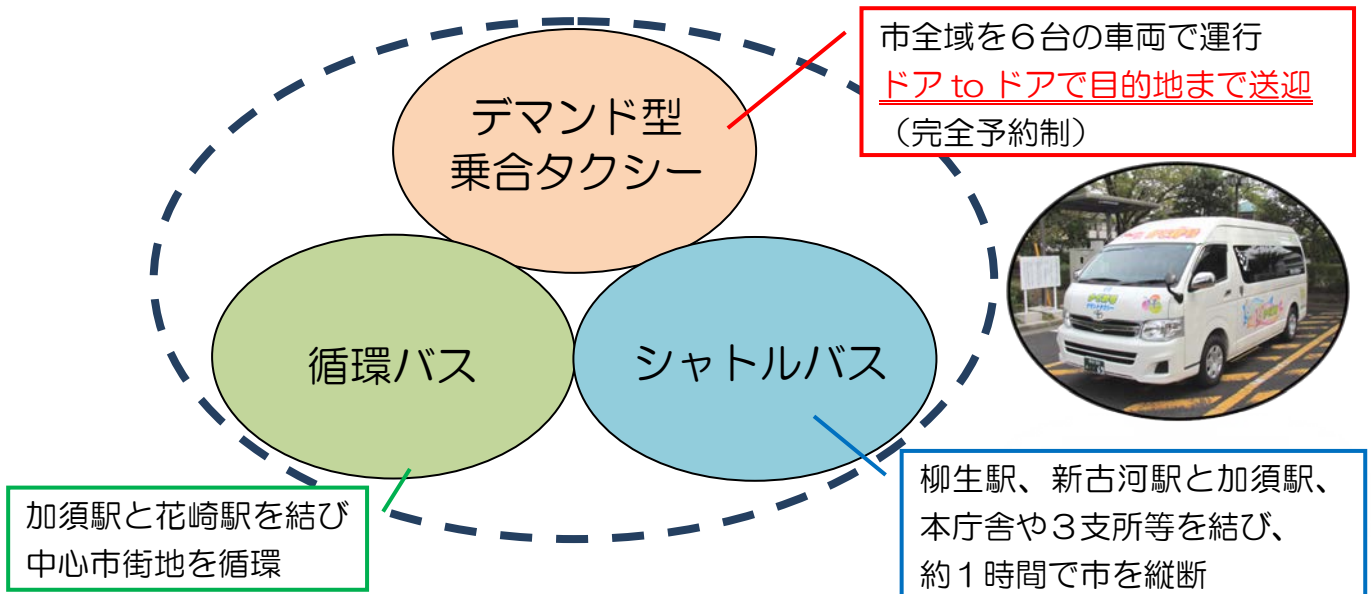 市全域を６台の車両で運行
ドア to ドアで目的地まで送迎
（完全予約制）
デマンド型
乗合タクシー
循環バス
シャトルバス
加須駅と花崎駅を結び
中心市街地を循環
柳生駅、新古河駅と加須駅、
本庁舎や３支所等を結び、
約１時間で市を縦断